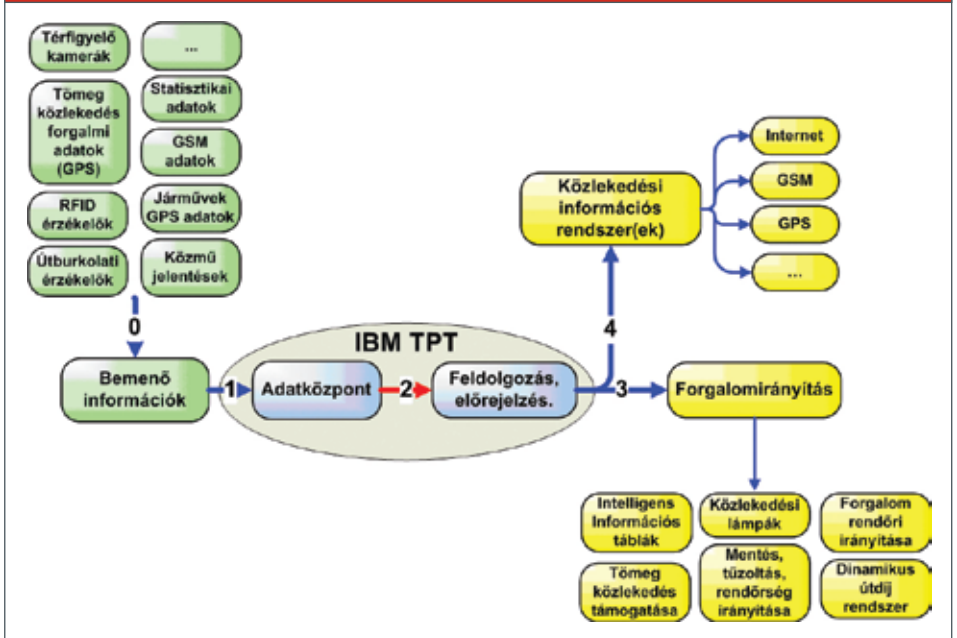 Térfigyelő
kamerák
...
Tömeg
közlekedés
forgalmi
adatok
(GPS)
Statisztikai
adatok
GSM
adatok
RFID
érzékelők
Járművek
GPS adatok
Útburkolati
érzékelők
Közmű
jelentések
0
Bemenő
információk
1
IBM TPT
Adatközpont
2
Feldolgozás,
előrejelzés.
4
3
Közlekedési
információs
rendszer(ek)
Internet
GSM
GPS
...
Forgalomirányítás
Intelligens
Információs
táblák
Közlekedési
lámpák
Forgalom
rendőri
irányítása
Tömeg
közlekedés
támogatása
Mentés,
tűzoltás,
rendőrség
irányítása
Dinamikus
útdíj
rendszer